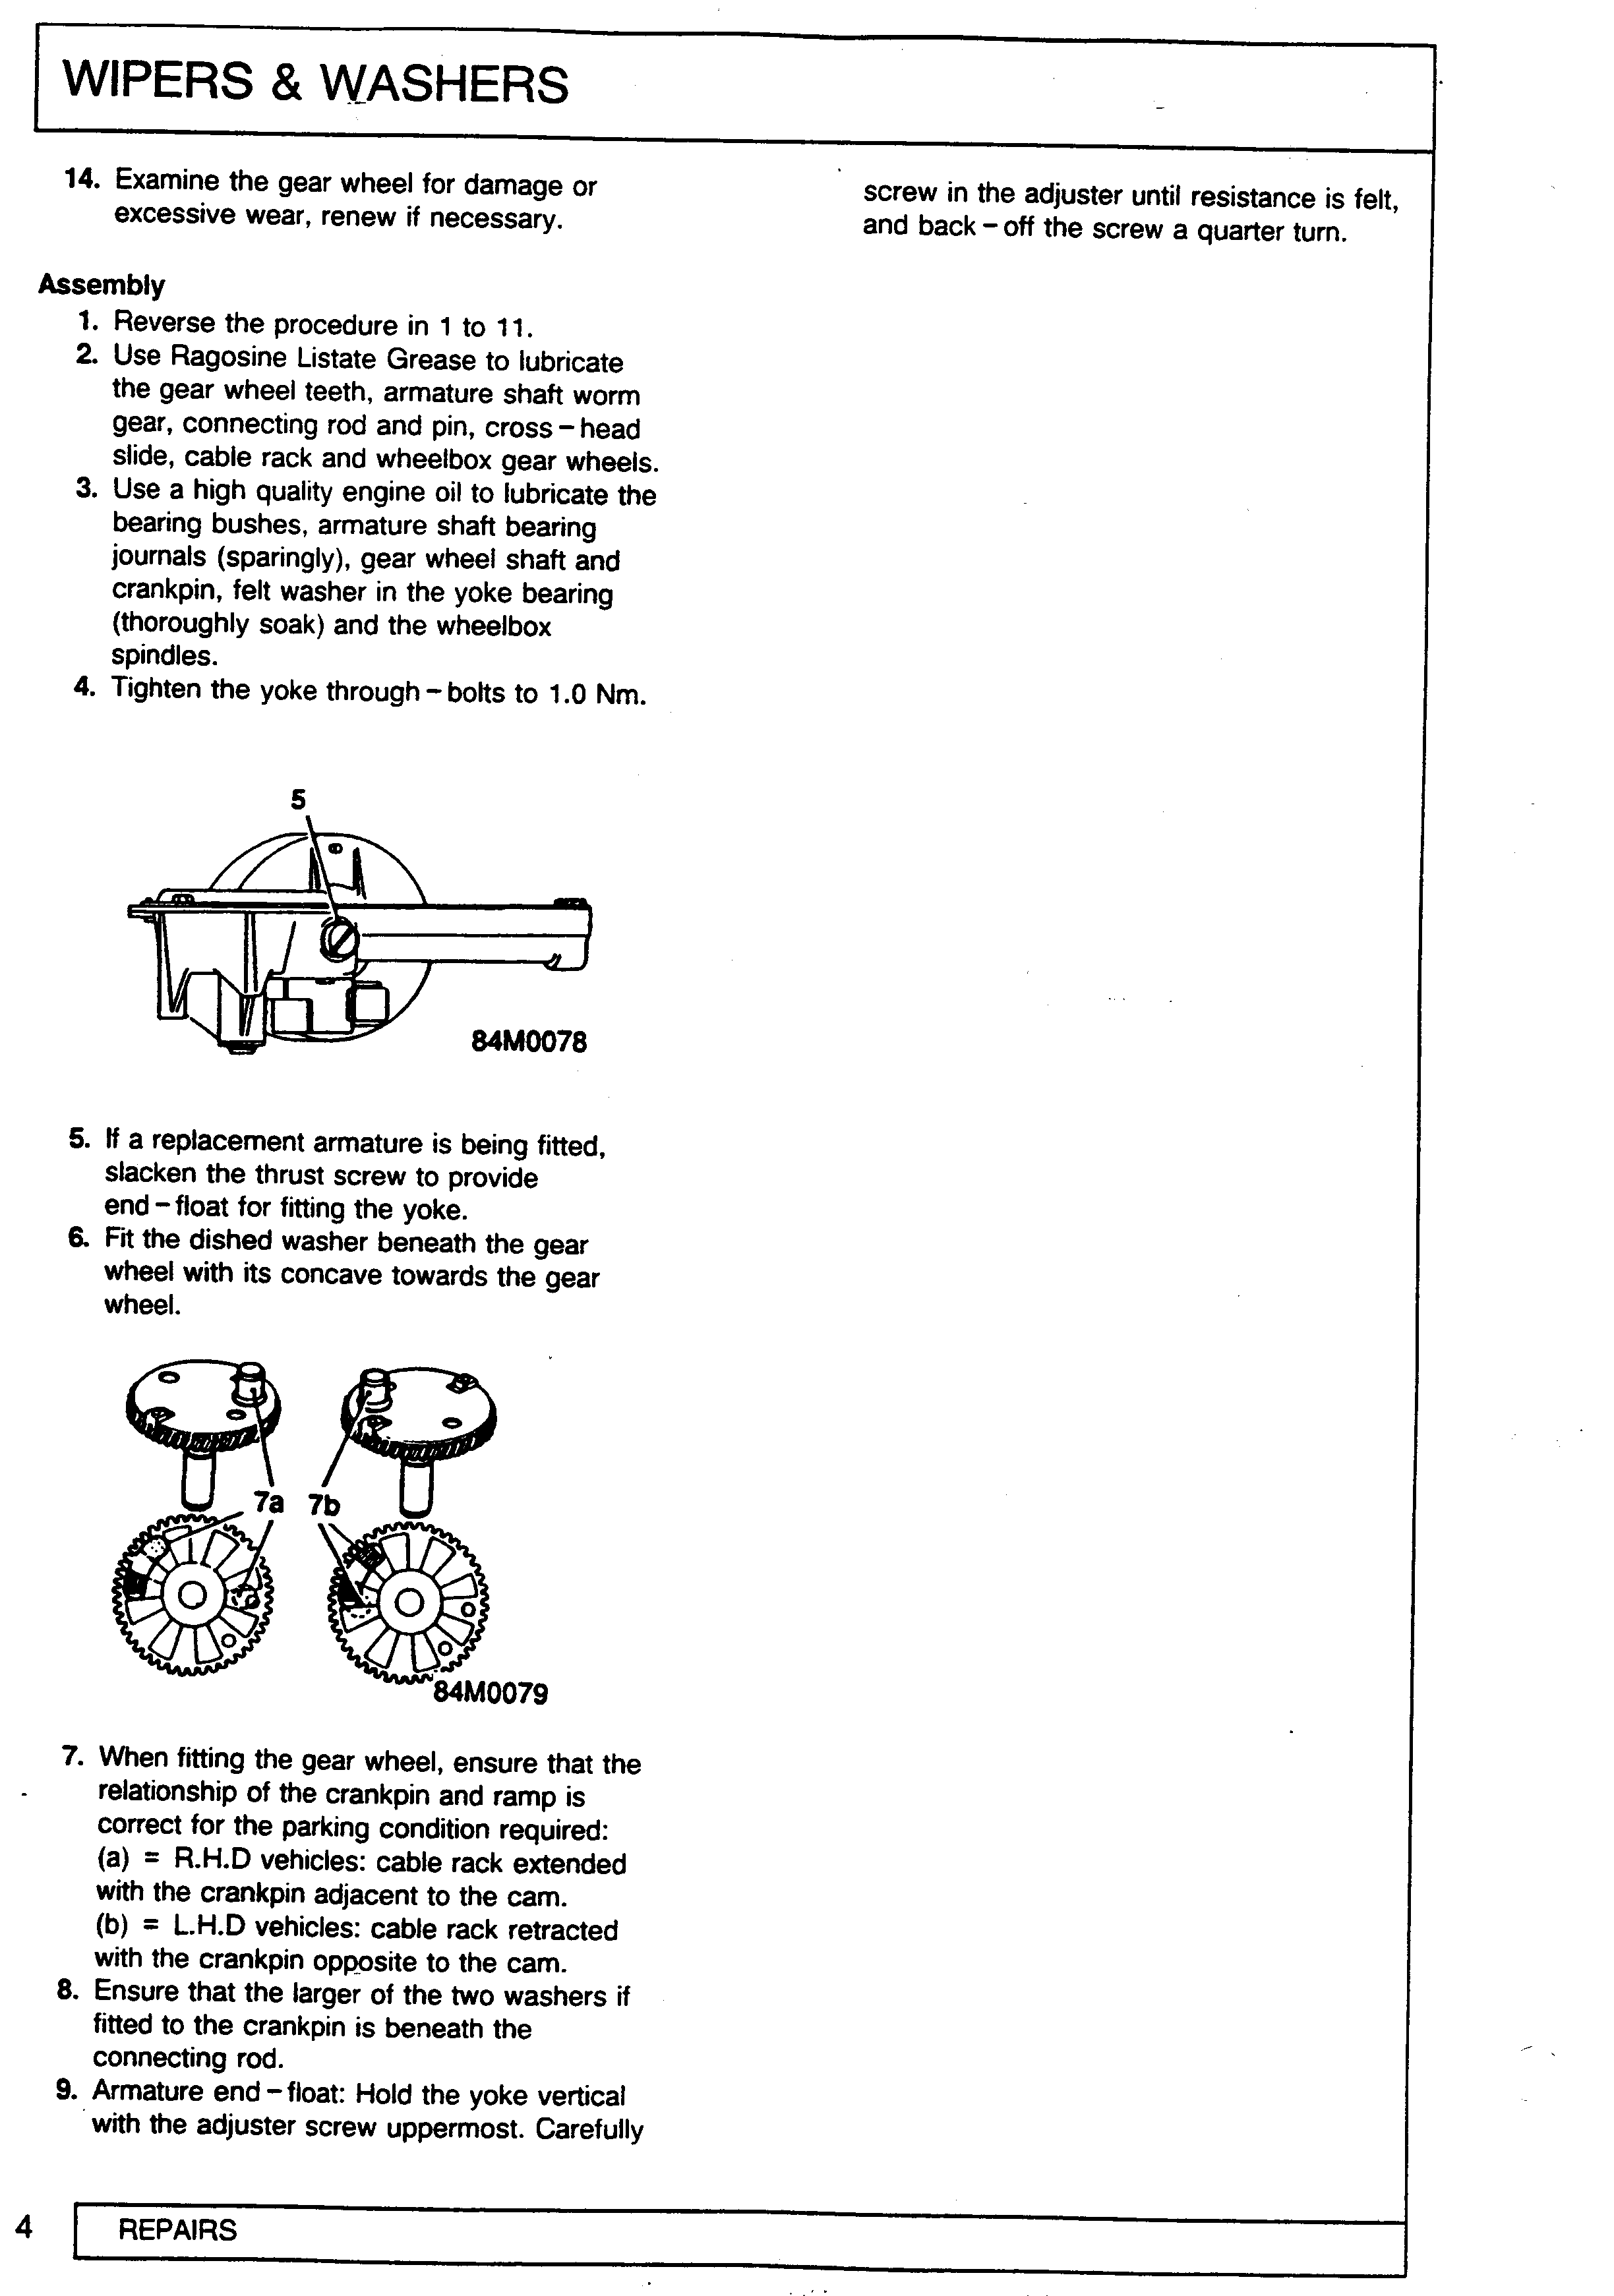 WIPERS & WASHERS
14. Examine the gear wheel for damage or
excessive wear, renew if necessary.
Assembly
1. Reverse the procedure in 1 to 11.
2. Use Ragosine Listate Grease to lubricate
the gear wheel teeth, armature shaft worm
gear, connecting rod and pin, cross – head
slide, cable rack and wheelbox gear wheels.
3. Use a high quality engine oil to lubricate the
bearing bushes, armature shaft bearing
journals (sparingly), gear wheel shaft and
crankpin, felt washer in the yoke bearing
(thoroughly soak) and the wheelbox
spindles.
4. Tighten the yoke through – bolts to 1.0 Nm.
5
84M0078
5. If a replacement armature is being fitted,
slacken the thrust screw to provide
end – float for fitting the yoke.
6. Fit the dished washer beneath the gear
wheel with its concave towards the gear
wheel.
7a 7b
84M0079
7. When fitting the gear wheel, ensure that the
relationship of the crankpin and ramp is
correct for the parking condition required:
(a) = R.H.D vehicles: cable rack extended
with the crankpin adjacent to the cam.
(b) = L.H.D vehicles: cable rack retracted
with the crankpin opposite to the cam.
8. Ensure that the larger of the two washers if
fitted to the crankpin is beneath the
connecting rod.
9. Armature end – float: Hold the yoke vertical
with the adjuster screw uppermost. Carefully
screw in the adjuster until resistance is felt,
and back – off the screw a quarter turn.
4
REPAIRS